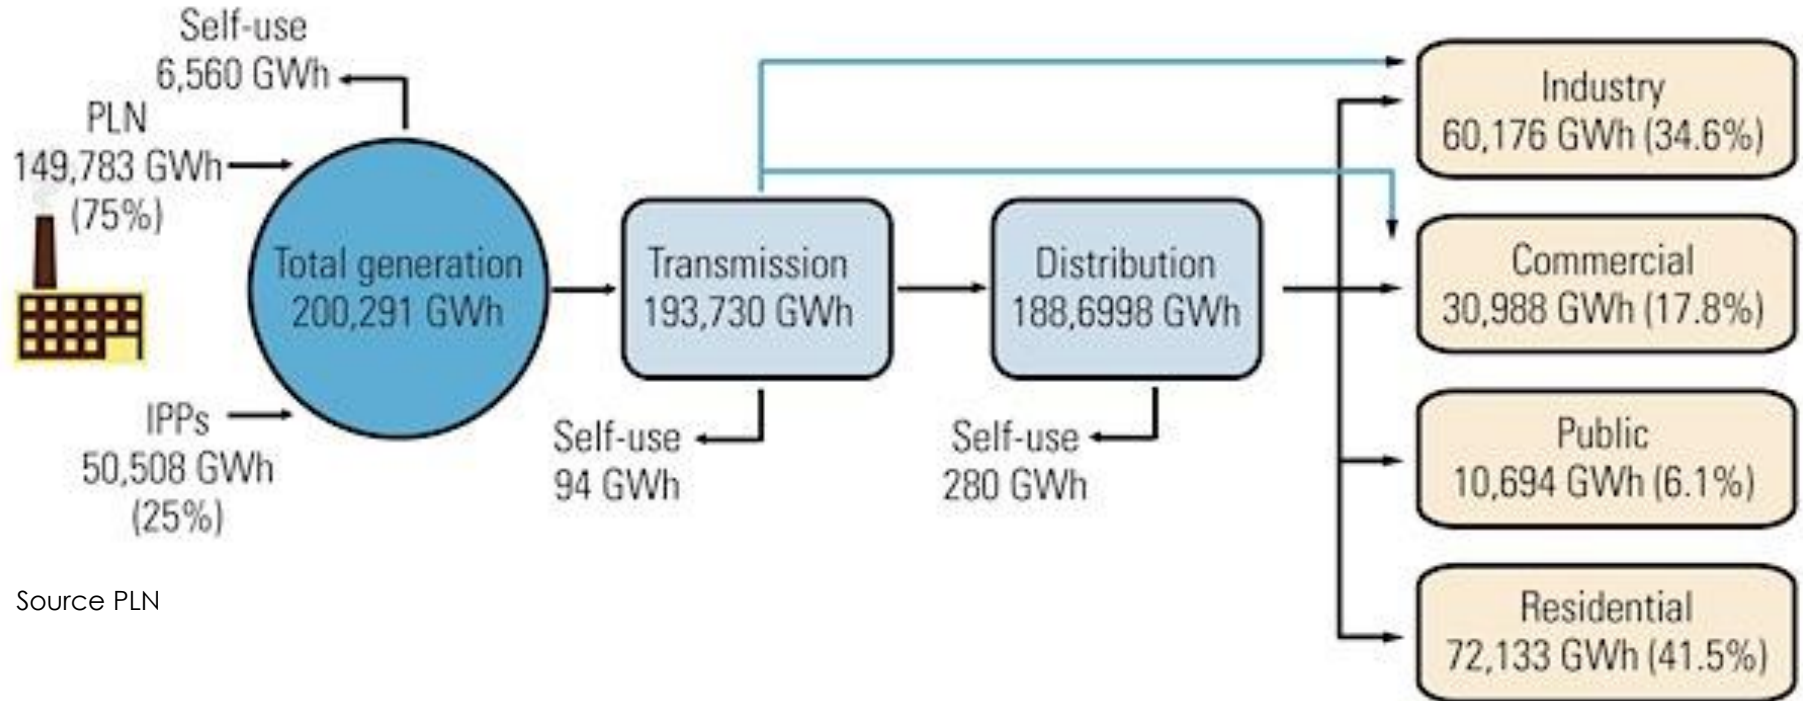 Self-use
6,560 GWh
PLN
149,783 GWh
(75%)
Total generation
200,291 GWh
IPPs
50,508 GWh
(25%)
Transmission
193,730 GWh
Self-use
94 GWh
Distribution
188,6998 GWh
Self-use
280 GWh
Industry
60,176 GWh (34.6%)
Commercial
30,988 GWh (17.8%)
Public
10,694 GWh (6.1%)
Residential
72,133 GWh (41.5%)
Source PLN